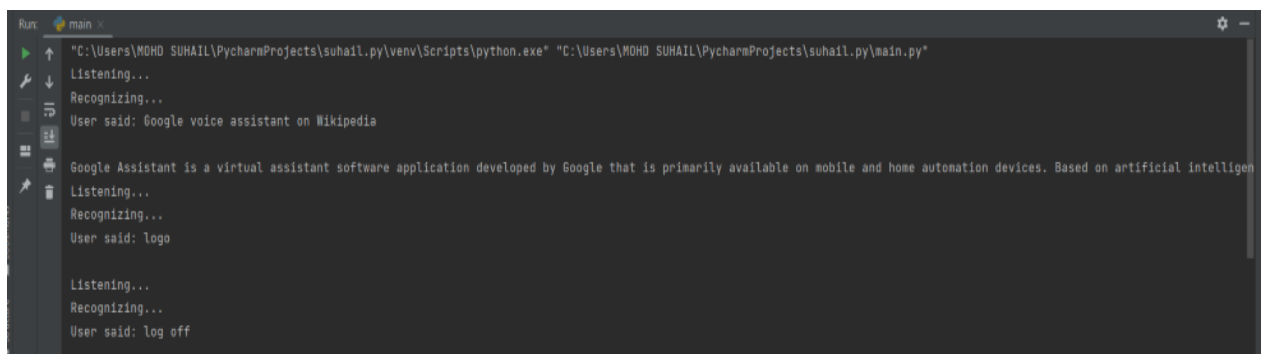 Run: main
"C:\Users\MOHD SUHAIL\PycharmProjects\suhail.py\venv\Scripts\python.exe" "C:\Users\MOHD SUHAIL\PycharmProjects\suhail.py\main.py"
Listening...
Recognizing...
User said: Google voice assistant on Wikipedia
Google Assistant is a virtual assistant software application developed by Google that is primarily available on mobile and home automation devices. Based on artificial intelligen
Listening...
Recognizing...
User said: logo
Listening...
Recognizing...
User said: log off